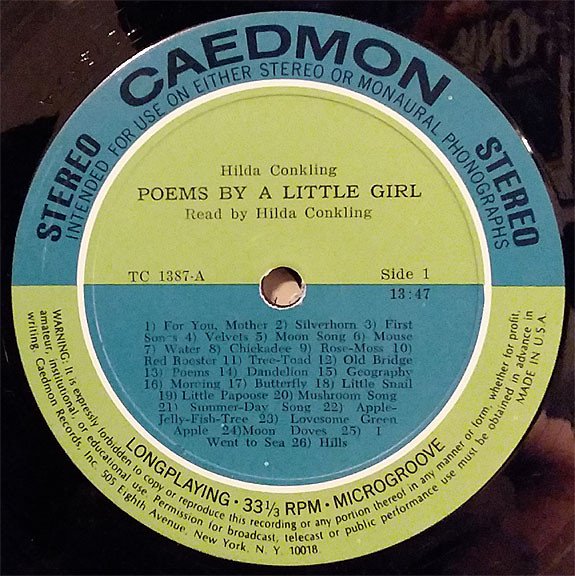 CAEDMON
INTENDED FOR USE ON EITHER STEREO OR MONAURAL PHONOGRAPHS
STEREO
STEREO
Hilda Conkling
POEMS BY A LITTLE GIRL
Read by Hilda Conkling
TC 1387-A
Side 1
13:47
1) For You, Mother 2) Silverhorn 3) First
Songs 4) Velvets 5) Moon Song 6) Mouse
7) Water 8) Chickadee 9) Rose-Moss 10)
Red Rooster 11) Tree-Toad 12) Old Bridge
13) Poems 14) Dandelion 15) Geography
16) Morning 17) Butterfly 18) Little Snail
19) Little Papoose 20) Mushroom Song
21) Summer-Day Song 22) Apple-
Jelly-Fish-Tree 23) Lovesome Green
Apple 24)Moon Doves 25) I
Went to Sea 26) Hills
LONGPLAYING • 33 1/3 RPM • MICROGROOVE
WARNING: It is expressly forbidden to copy or reproduce this recording or any portion thereof in any manner or form, whether for profit,
amateur, institutional, or educational use. Permission for broadcast, telecast or public performance use must be obtained in advance in
writing. Caedmon Records, Inc. 505 Eighth Avenue, New York, N. Y. 10018.
MADE IN U.S.A.